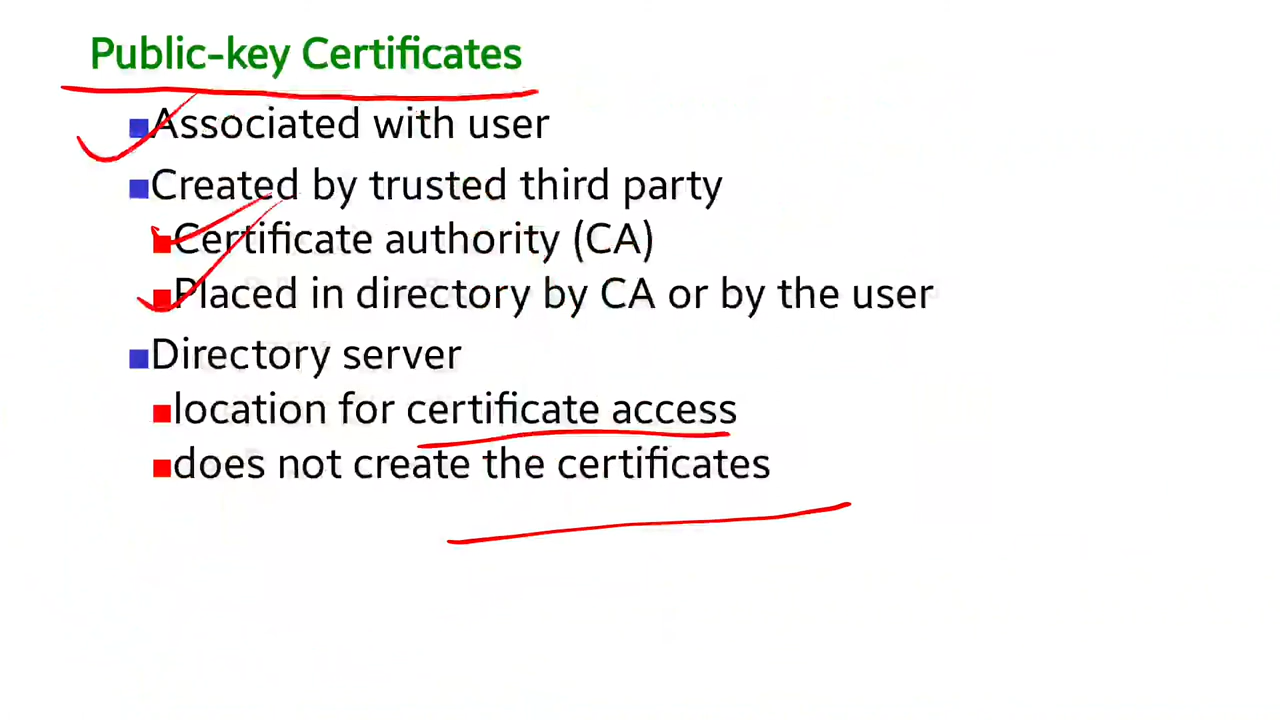 Public-key Certificates
Associated with user
Created by trusted third party
Certificate authority (CA)
Placed in directory by CA or by the user
Directory server
location for certificate access
does not create the certificates